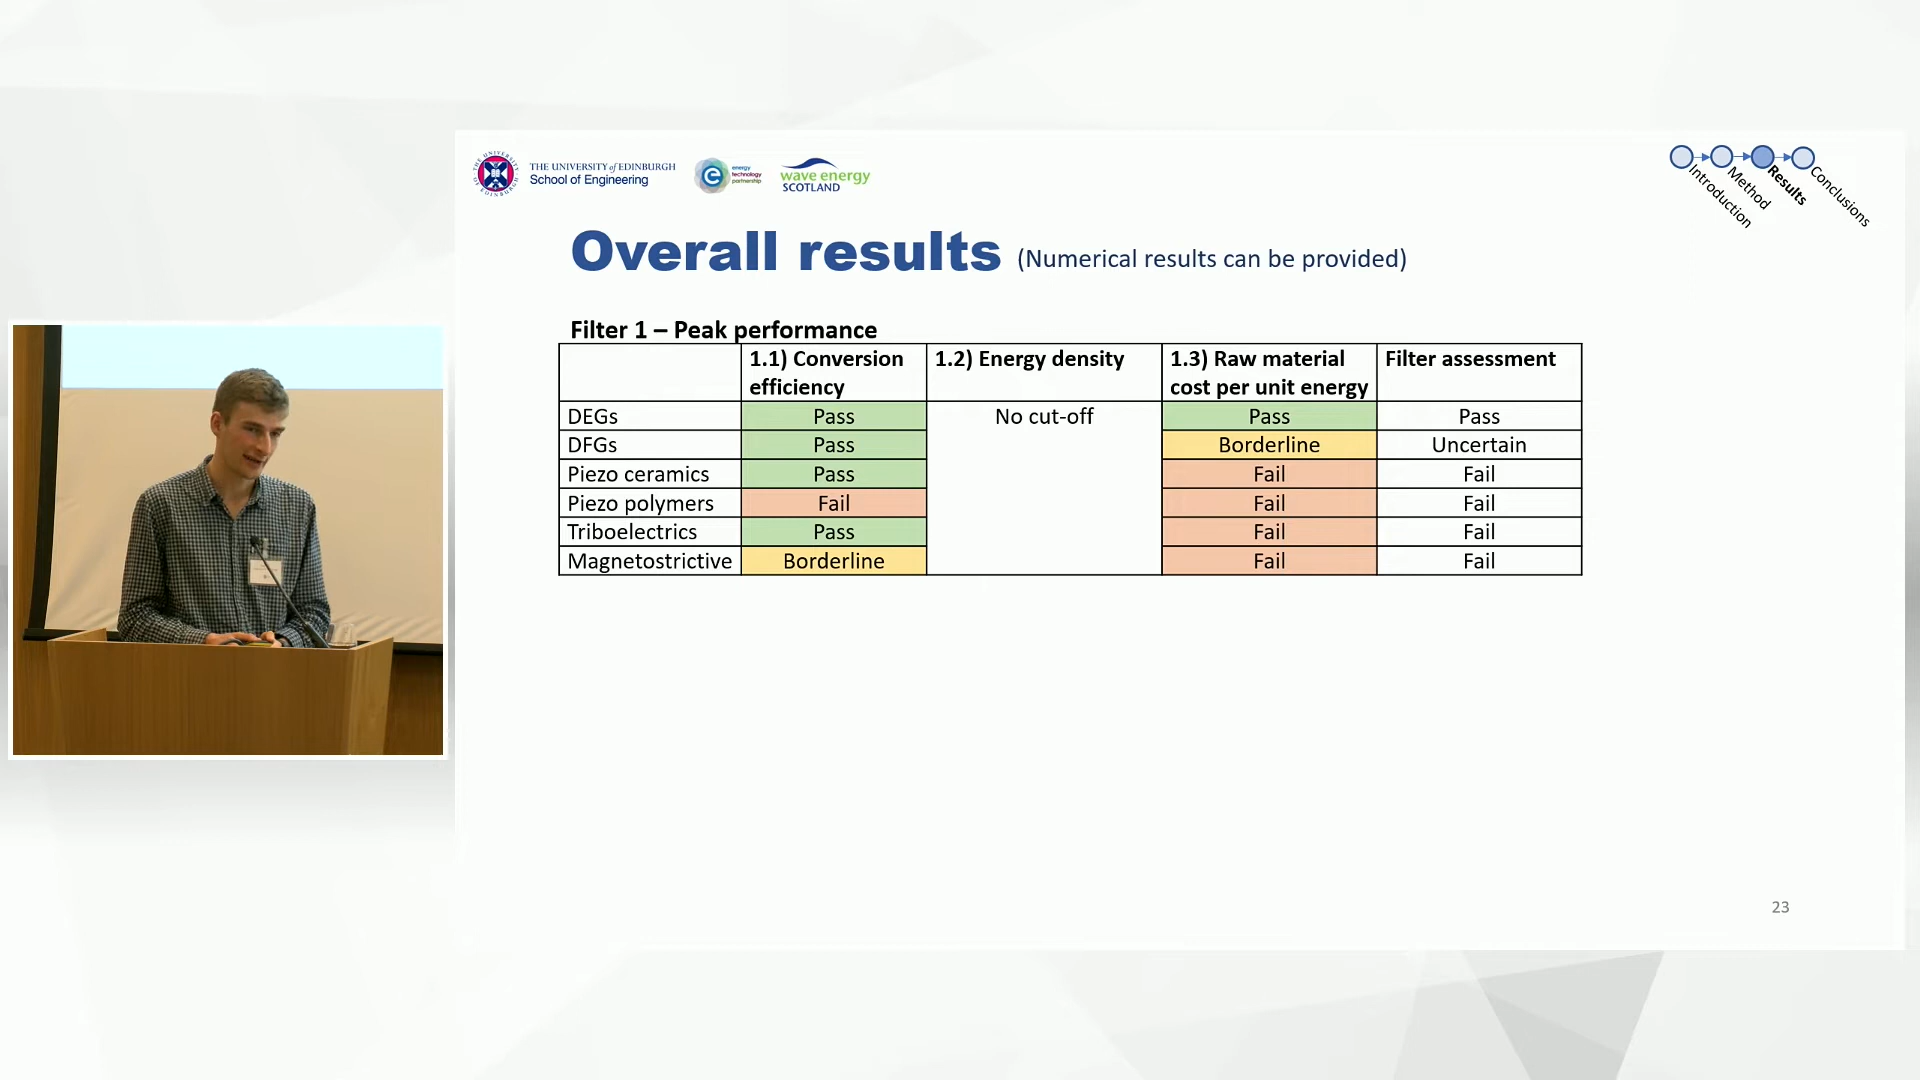 THE UNIVERSITY of EDINBURGH
School of Engineering
energy
technology
partnership
wave energy
SCOTLAND
Introduction
Method
Results
Conclusions
Overall results (Numerical results can be provided)
Filter 1 – Peak performance
1.1) Conversion efficiency 1.2) Energy density 1.3) Raw material cost per unit energy Filter assessment
DEGs Pass No cut-off Pass Pass
DFGs Pass Borderline Uncertain
Piezo ceramics Pass Fail Fail
Piezo polymers Fail Fail Fail
Triboelectrics Pass Fail Fail
Magnetostrictive Borderline Fail Fail
23